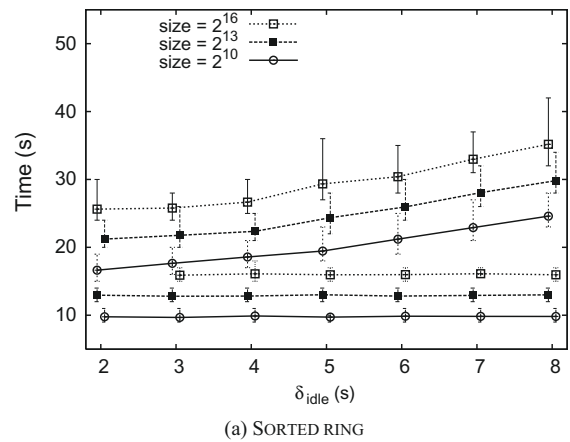 size = 2^16
size = 2^13
size = 2^10
50
40
30
20
10
Time (s)
2 3 4 5 6 7 8
δidle (s)
(a) SORTED RING